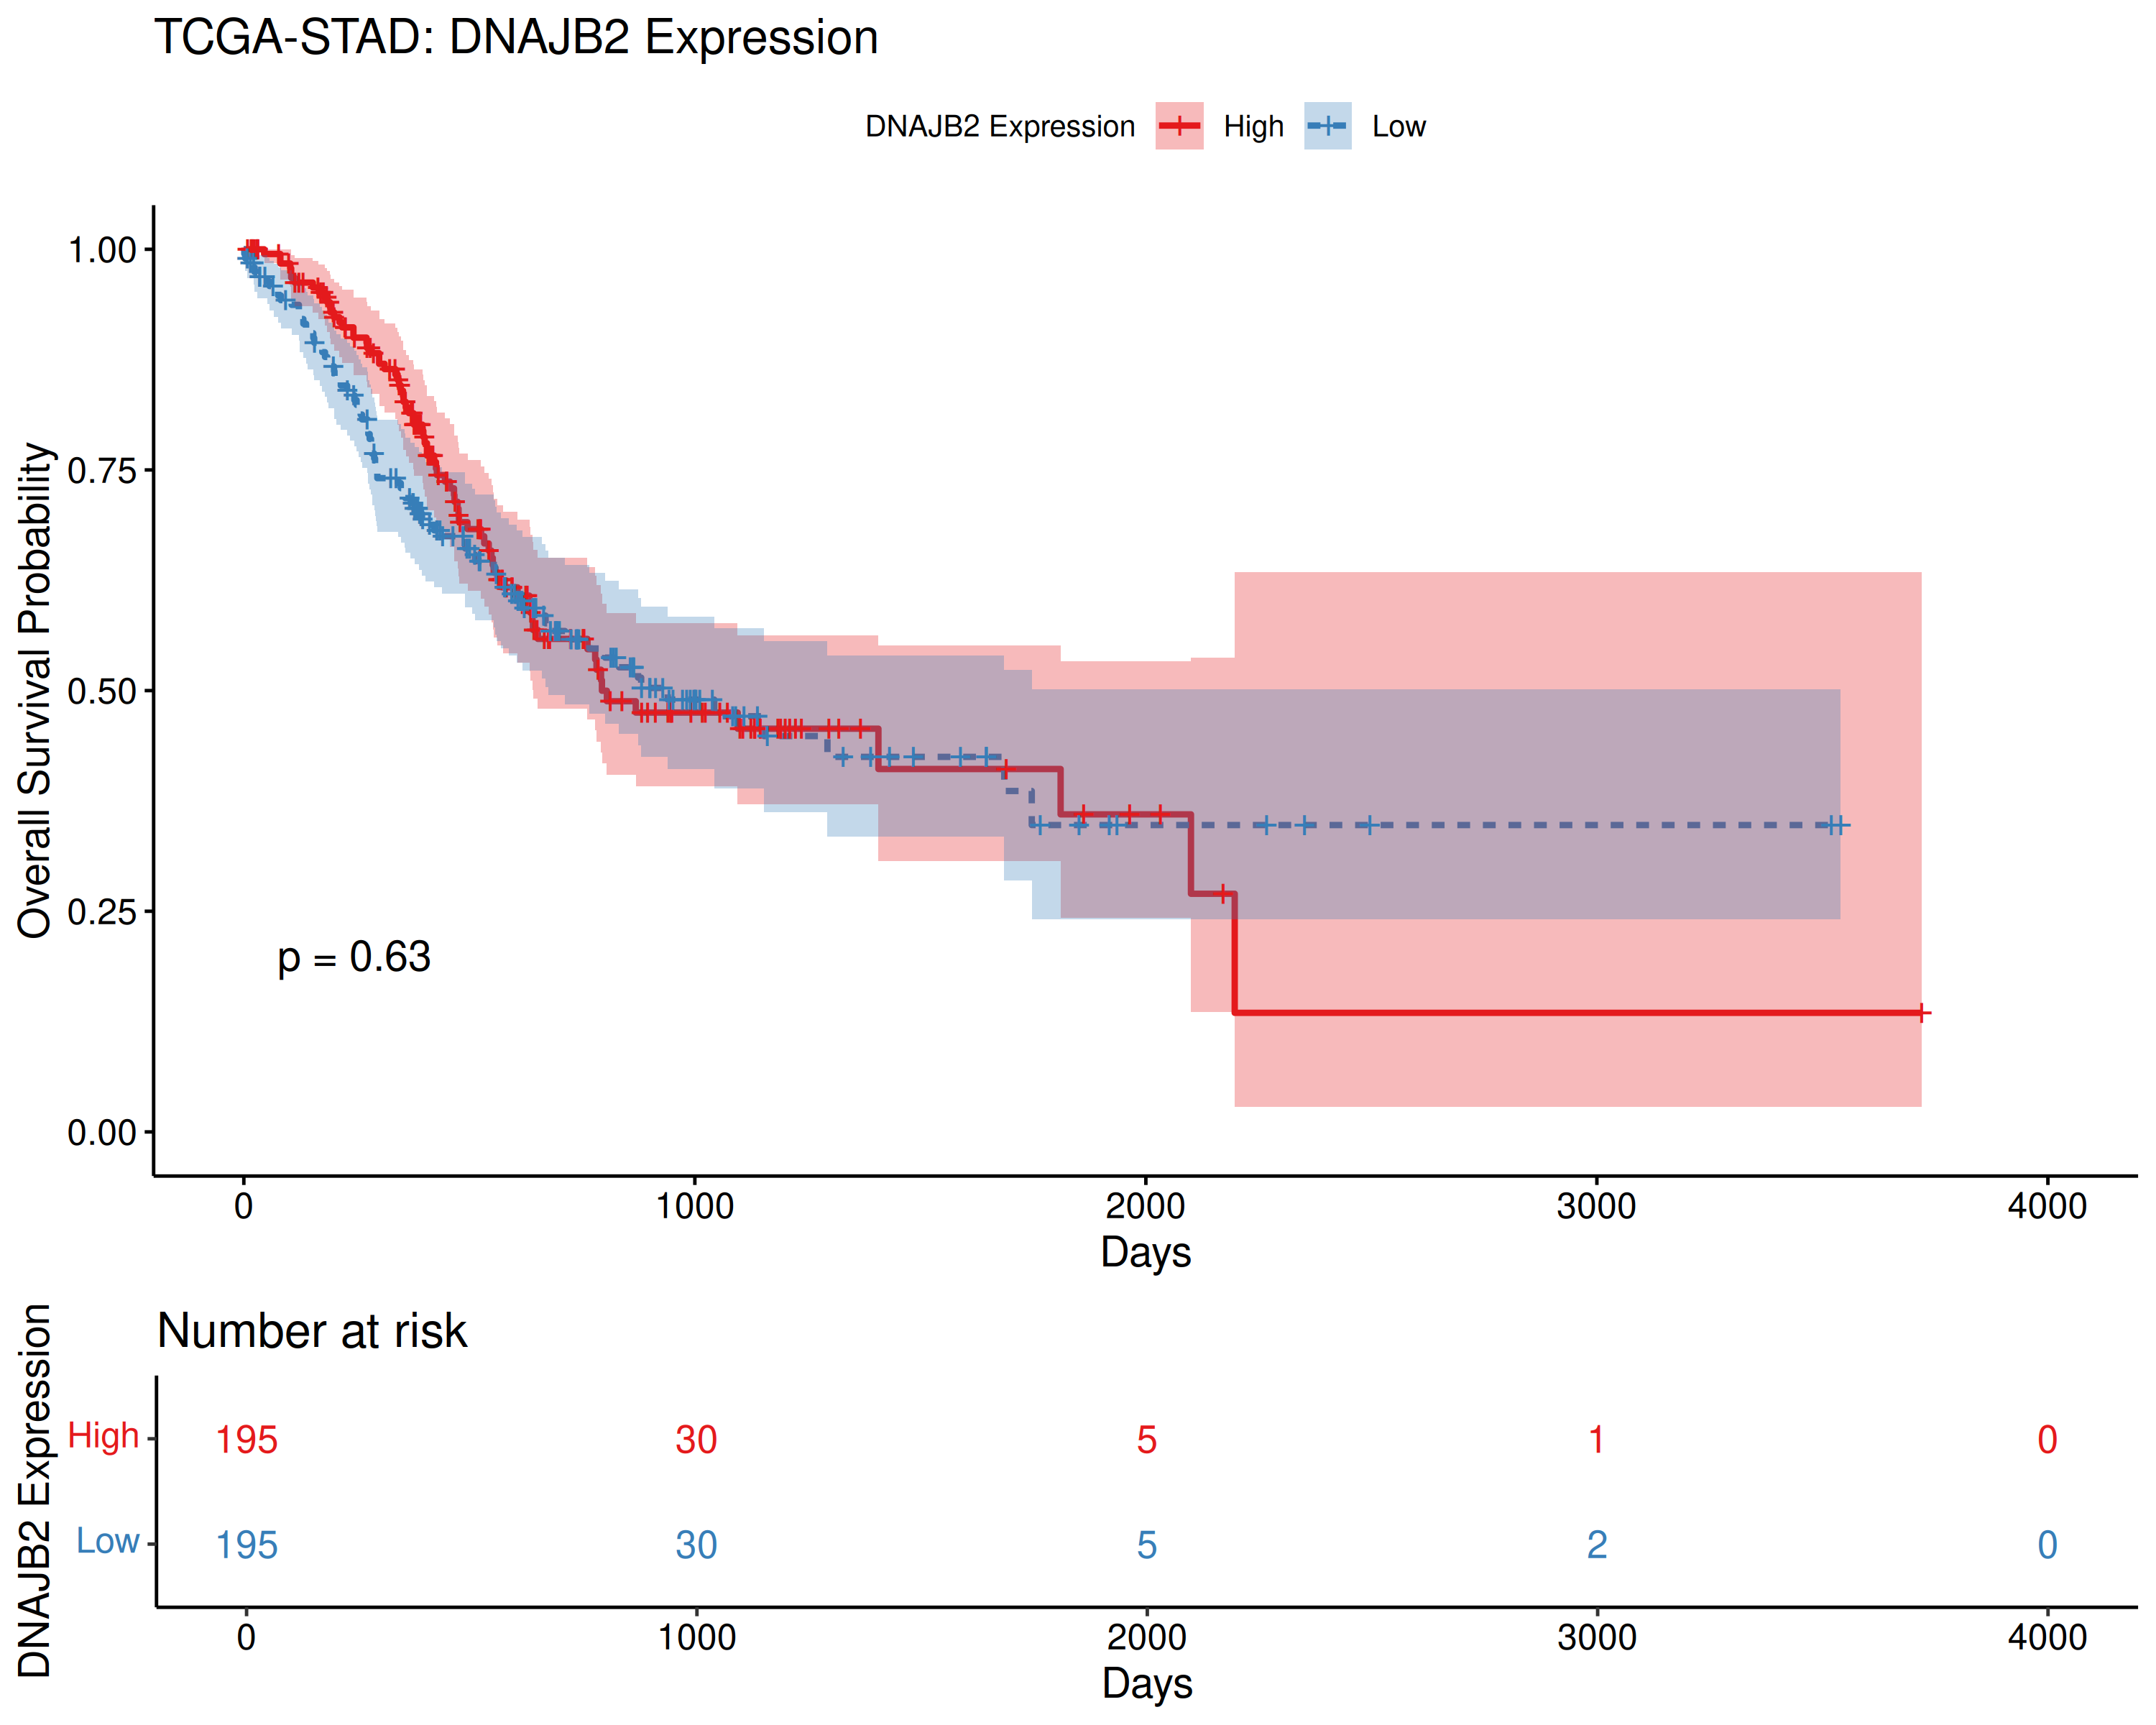 TCGA-STAD: DNAJB2 Expression
DNAJB2 Expression High Low
Overall Survival Probability
1.00
0.75
0.50
0.25
0.00
p = 0.63
0 1000 2000 3000 4000
Days
Number at risk
DNAJB2 Expression
High 195 30 5 1 0
Low 195 30 5 2 0
0 1000 2000 3000 4000
Days